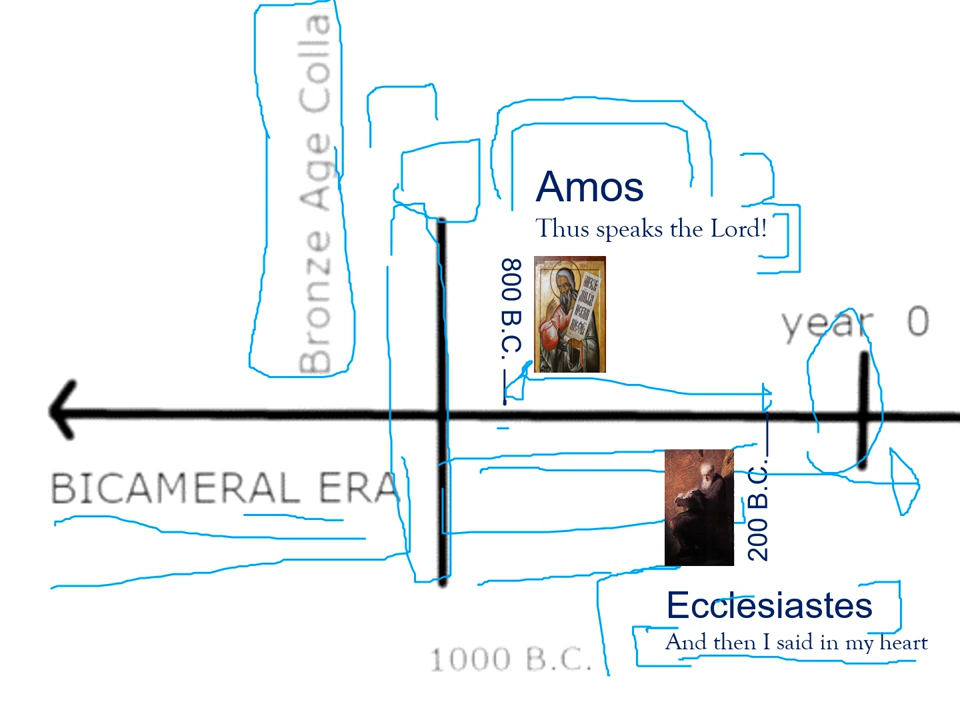 Bronze Age Colla
Amos
Thus speaks the Lord!
800 B.C.
year 0
BICAMERAL ERA
200 B.C.
Ecclesiastes
And then I said in my heart
1000 B.C.